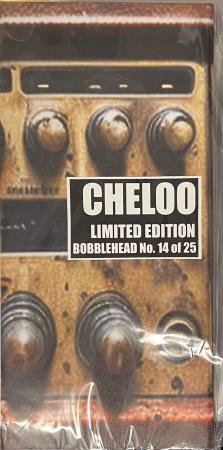 CHELOO
LIMITED EDITION
BOBBLEHEAD No. 14 of 25